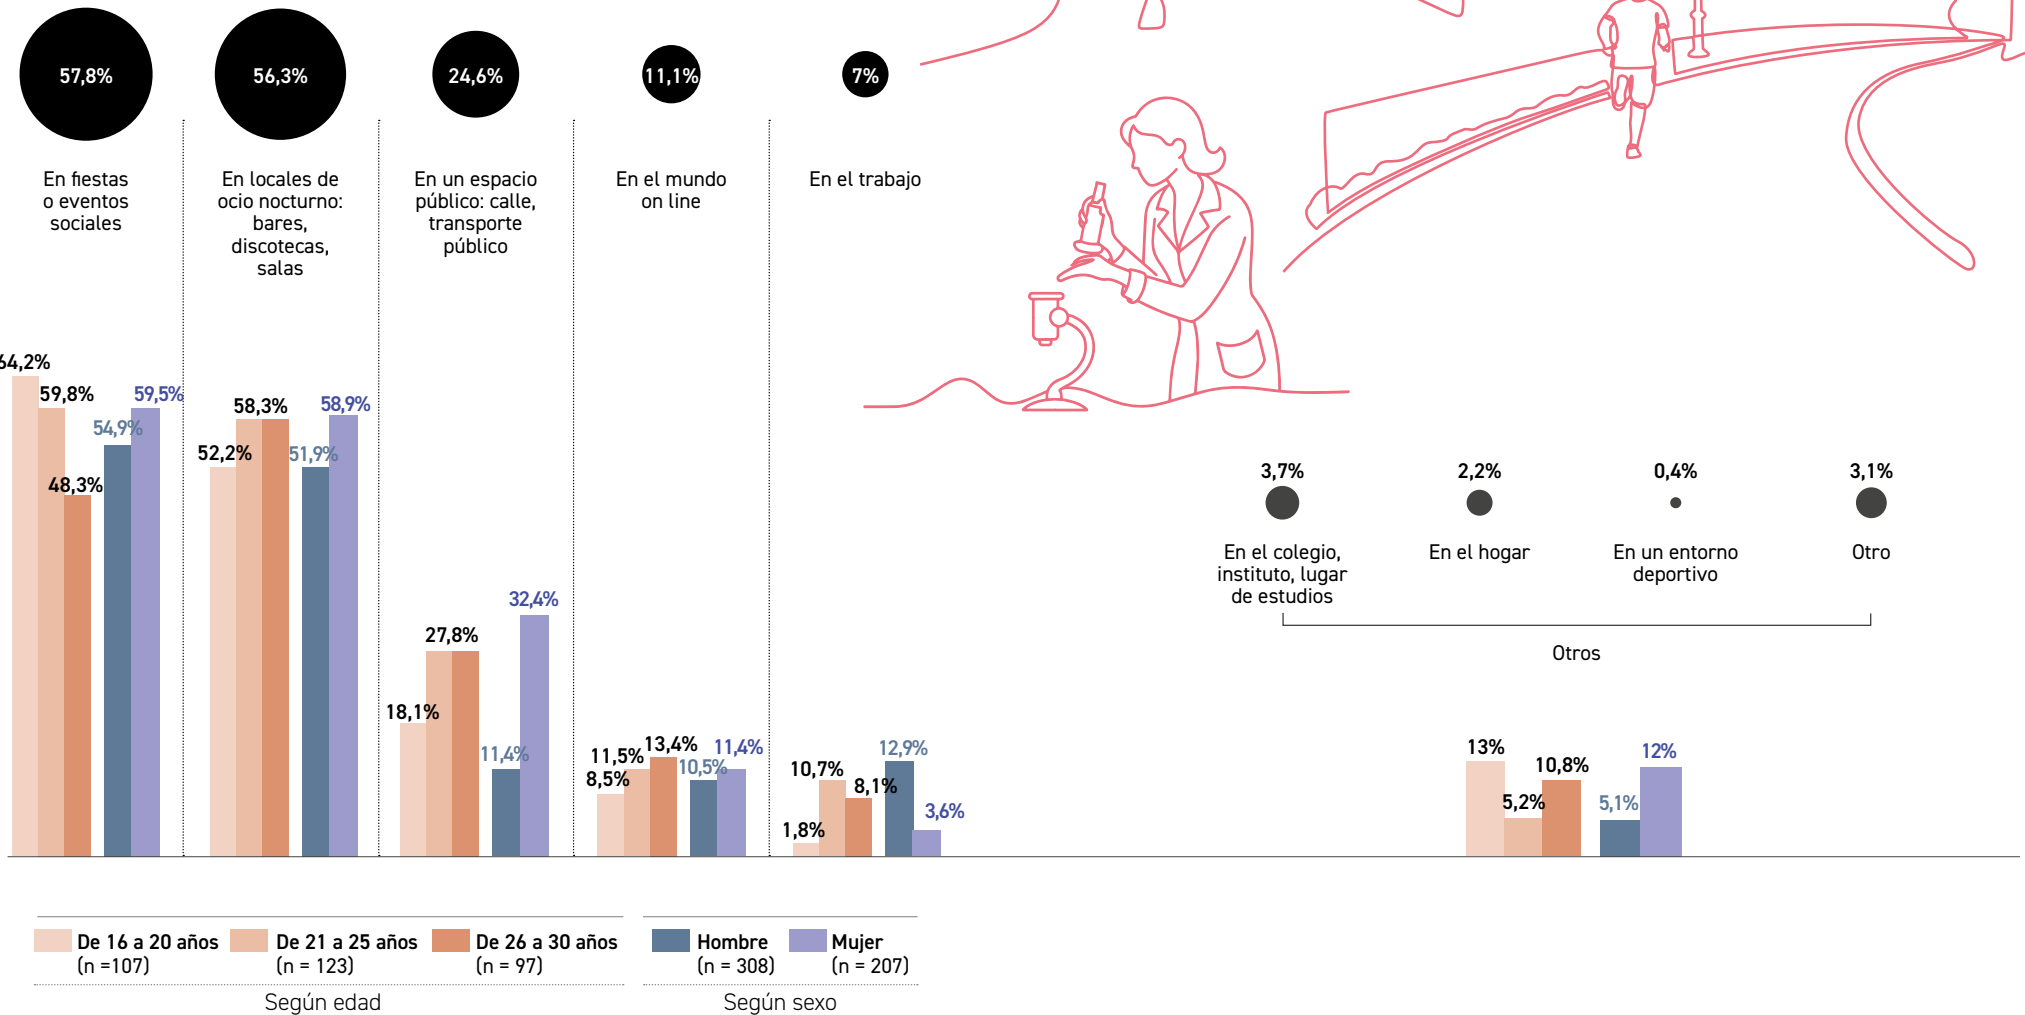 57,8%
56,3%
24,6%
11,1%
7%
En fiestas
o eventos
sociales
En locales de
ocio nocturno:
bares,
discotecas,
salas
En un espacio
público: calle,
transporte
público
En el mundo
on line
En el trabajo
64,2%
59,8%
48,3%
54,9%
59,5%
52,2%
58,3%
51,9%
58,9%
18,1%
27,8%
11,4%
32,4%
8,5%
11,5%
13,4%
10,5%
11,4%
1,8%
10,7%
8,1%
12,9%
3,6%
3,7%
2,2%
0,4%
3,1%
En el colegio,
instituto, lugar
de estudios
En el hogar
En un entorno
deportivo
Otro
Otros
13%
5,2%
10,8%
5,1%
12%
De 16 a 20 años
(n =107)
De 21 a 25 años
(n = 123)
De 26 a 30 años
(n = 97)
Hombre
(n = 308)
Mujer
(n = 207)
Según edad
Según sexo